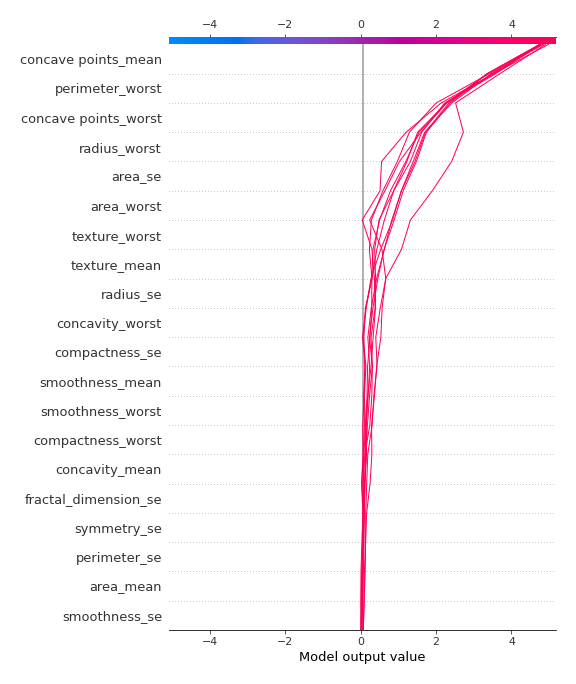 −4 −2 0 2 4
concave points_mean
perimeter_worst
concave points_worst
radius_worst
area_se
area_worst
texture_worst
texture_mean
radius_se
concavity_worst
compactness_se
smoothness_mean
smoothness_worst
compactness_worst
concavity_mean
fractal_dimension_se
symmetry_se
perimeter_se
area_mean
smoothness_se
−4 −2 0 2 4
Model output value